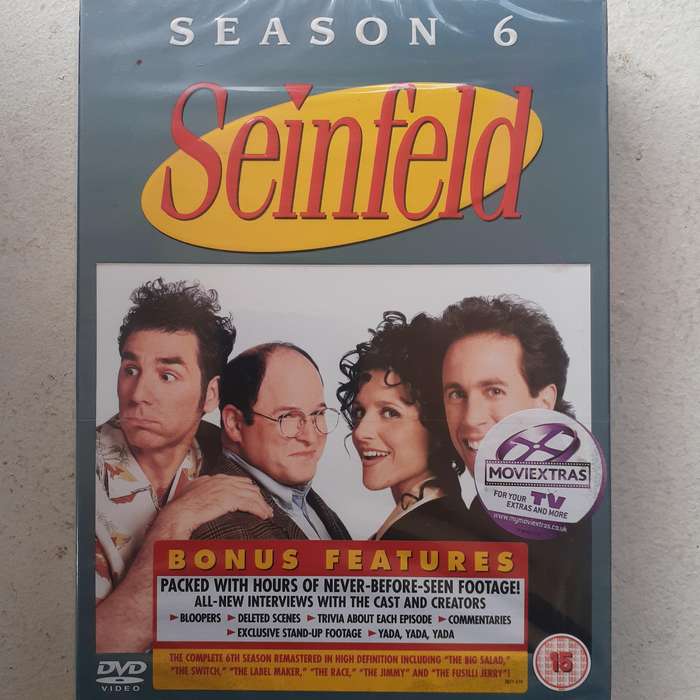 SEASON 6
Seinfeld
MOVIEXTRAS
FOR YOUR TV
EXTRAS AND MORE
www.mymoviextras.co.uk
BONUS FEATURES
PACKED WITH HOURS OF NEVER-BEFORE-SEEN FOOTAGE!
ALL-NEW INTERVIEWS WITH THE CAST AND CREATORS
► BLOOPERS ► DELETED SCENES ► TRIVIA ABOUT EACH EPISODE ► COMMENTARIES
► EXCLUSIVE STAND-UP FOOTAGE ► YADA, YADA, YADA
THE COMPLETE 6TH SEASON REMASTERED IN HIGH DEFINITION INCLUDING "THE BIG SALAD,"
"THE SWITCH," "THE LABEL MAKER," "THE RACE," "THE JIMMY" AND "THE FUSILLI JERRY"!
DVD
VIDEO
15